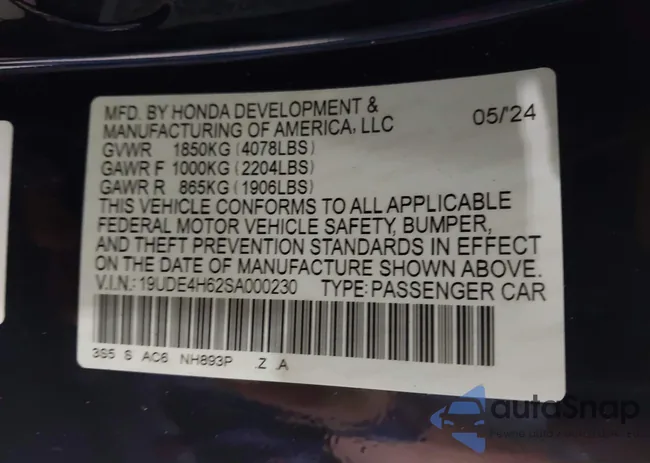 MFD. BY HONDA DEVELOPMENT &
MANUFACTURING OF AMERICA, LLC 05/'24
GVWR 1850KG (4078LBS)
GAWR F 1000KG (2204LBS)
GAWR R 865KG (1906LBS)
THIS VEHICLE CONFORMS TO ALL APPLICABLE
FEDERAL MOTOR VEHICLE SAFETY, BUMPER,
AND THEFT PREVENTION STANDARDS IN EFFECT
ON THE DATE OF MANUFACTURE SHOWN ABOVE.
V.I.N.:19UDE4H62SA000230 TYPE:PASSENGER CAR
3S5 S AC6 NH893P .Z .A
autoSnap